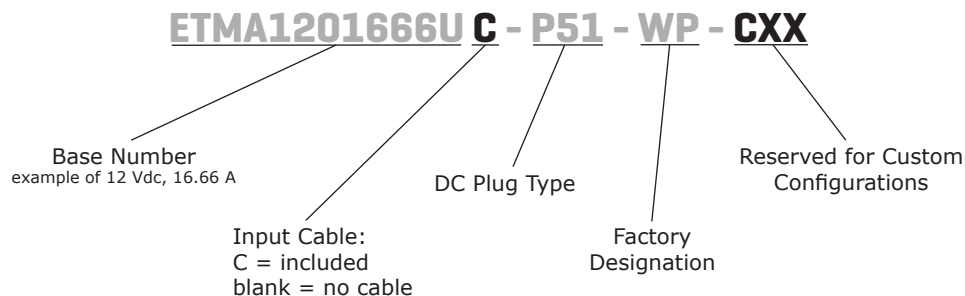 ETMA1201666U C - P51 - WP - CXX
Base Number
example of 12 Vdc, 16.66 A
DC Plug Type
Reserved for Custom
Configurations
Input Cable:
C = included
blank = no cable
Factory
Designation